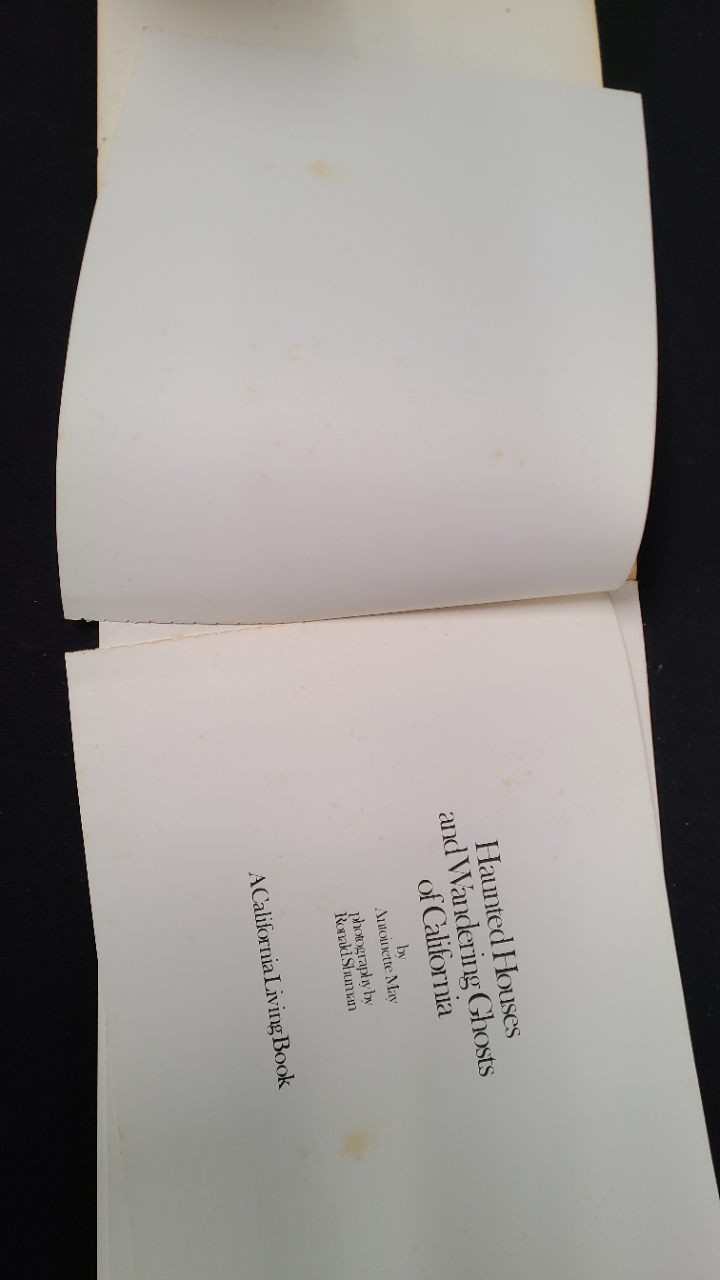 Haunted Houses
and Wandering Ghosts
of California
by
Antoinette May
photography by
Ronald Shuman
A California Living Book